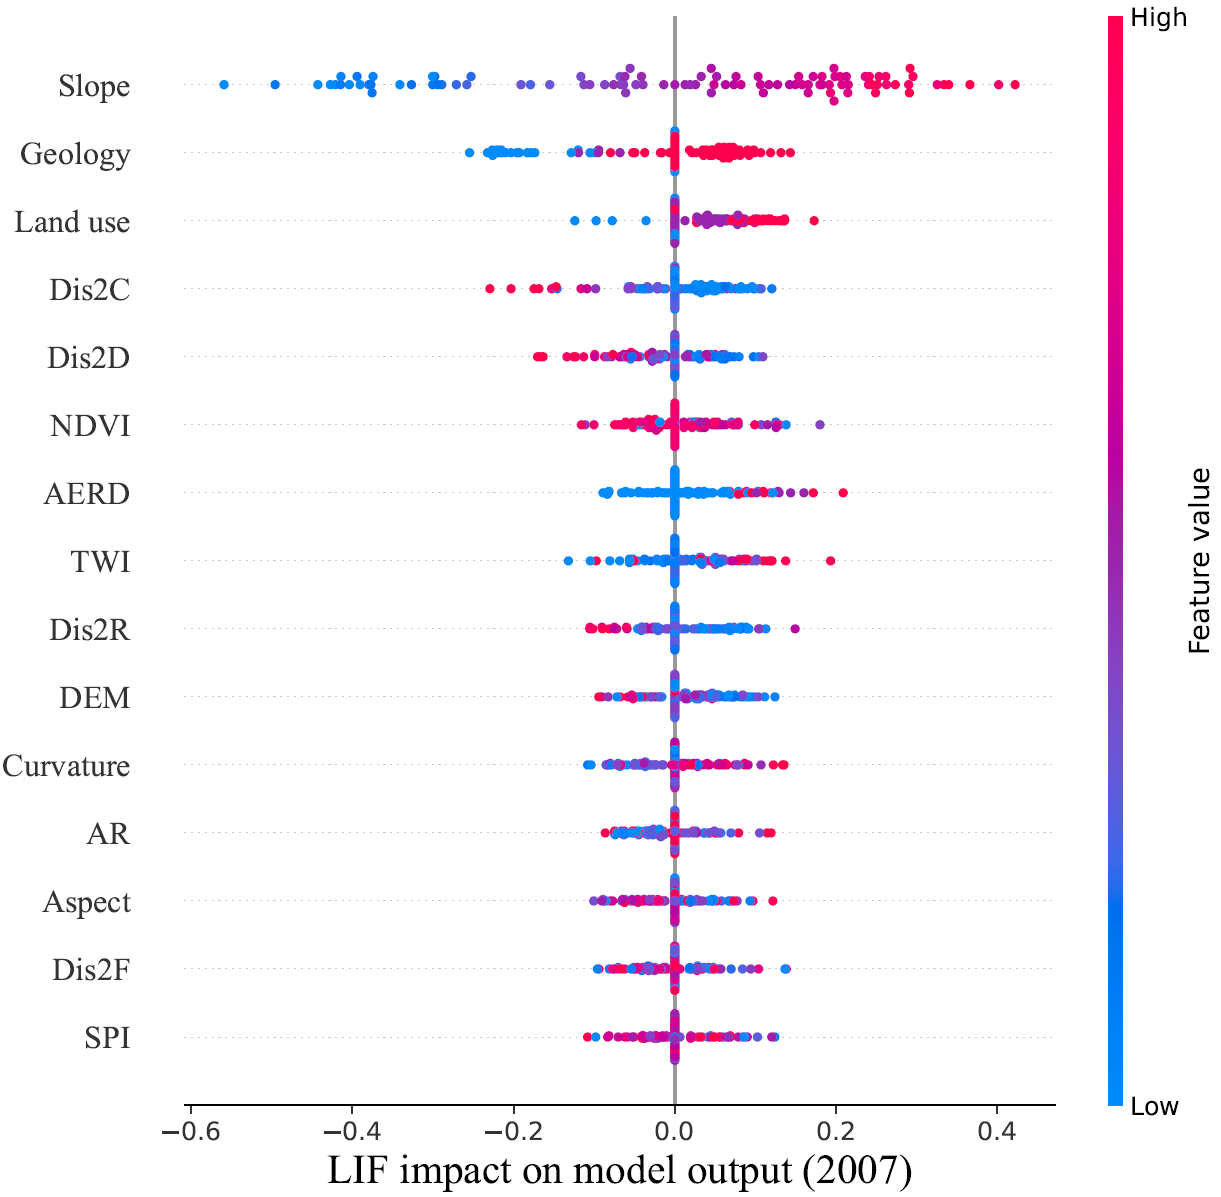 High
Slope
Geology
Land use
Dis2C
Dis2D
NDVI
AERD
TWI
Dis2R
DEM
Curvature
AR
Aspect
Dis2F
SPI
Feature value
Low
−0.6 −0.4 −0.2 0.0 0.2 0.4
LIF impact on model output (2007)